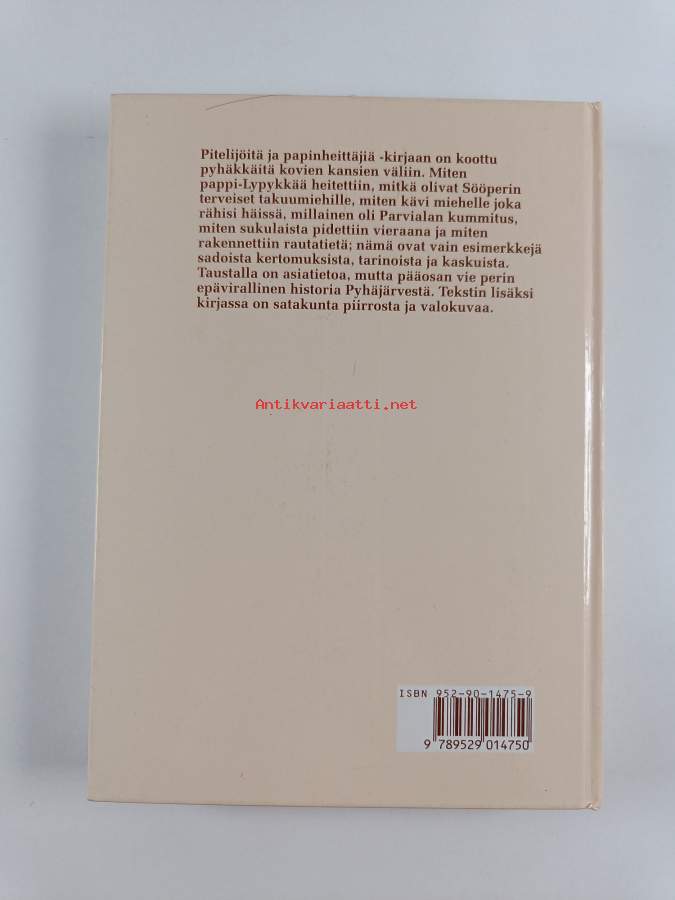 Pitelijöitä ja papinheittäjiä -kirjaan on koottu
pyhäkkäitä kovien kansien väliin. Miten
pappi-Lypykkää heitettiin, mitkä olivat Sööperin
terveiset takuumiehille, miten kävi miehelle joka
rähisi häissä, millainen oli Parvialan kummitus,
miten sukulaista pidettiin vieraana ja miten
rakennettiin rautatietä; nämä ovat vain esimerkkejä
sadoista kertomuksista, tarinoista ja kaskuista.
Taustalla on asiatietoa, mutta pääosan vie perin
epävirallinen historia Pyhäjärvestä. Tekstin lisäksi
kirjassa on satakunta piirrosta ja valokuvaa.
Antikvariaatti.net
ISBN 952-90-1475-9
9 789529 014750